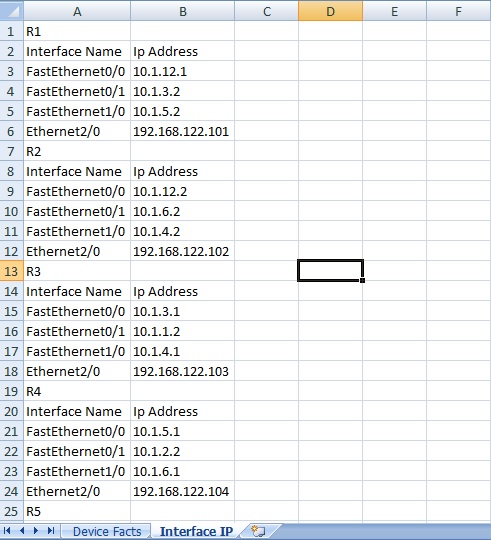 A B C D E F
1 R1
2 Interface Name Ip Address
3 FastEthernet0/0 10.1.12.1
4 FastEthernet0/1 10.1.3.2
5 FastEthernet1/0 10.1.5.2
6 Ethernet2/0 192.168.122.101
7 R2
8 Interface Name Ip Address
9 FastEthernet0/0 10.1.12.2
10 FastEthernet0/1 10.1.6.2
11 FastEthernet1/0 10.1.4.2
12 Ethernet2/0 192.168.122.102
13 R3
14 Interface Name Ip Address
15 FastEthernet0/0 10.1.3.1
16 FastEthernet0/1 10.1.1.2
17 FastEthernet1/0 10.1.4.1
18 Ethernet2/0 192.168.122.103
19 R4
20 Interface Name Ip Address
21 FastEthernet0/0 10.1.5.1
22 FastEthernet0/1 10.1.2.2
23 FastEthernet1/0 10.1.6.1
24 Ethernet2/0 192.168.122.104
25 R5
Device Facts Interface IP